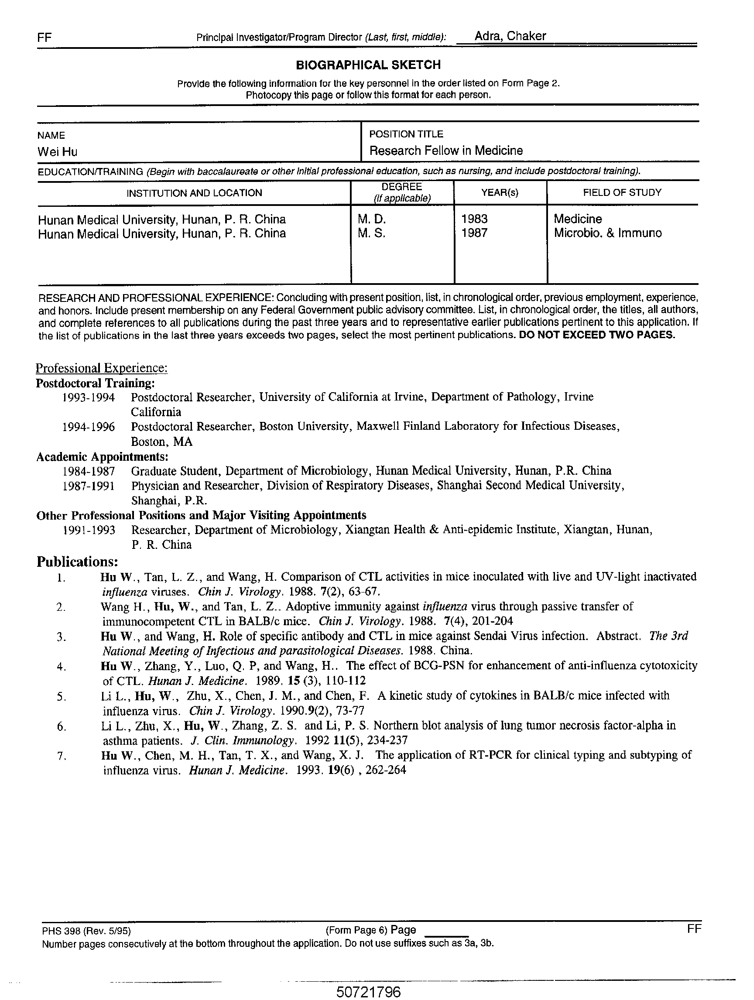 FF
Principal Investigator/Program Director (Last, first, middle): Adra, Chaker
BIOGRAPHICAL SKETCH
Provide the following information for the key personnel in the order listed on Form Page 2.
Photocopy this page or follow this format for each person.
NAME
Wei Hu
POSITION TITLE
Research Fellow in Medicine
EDUCATION/TRAINING (Begin with baccalaureate or other initial professional education, such as nursing, and include postdoctoral training).
INSTITUTION AND LOCATION DEGREE (if applicable) YEAR(s) FIELD OF STUDY
Hunan Medical University, Hunan, P. R. China M. D. 1983 Medicine
Hunan Medical University, Hunan, P. R. China M. S. 1987 Microbio. & Immuno
RESEARCH AND PROFESSIONAL EXPERIENCE: Concluding with present position, list, in chronological order, previous employment, experience,
and honors. Include present membership on any Federal Government public advisory committee. List, in chronological order, the titles, all authors,
and complete references to all publications during the past three years and to representative earlier publications pertinent to this application. If
the list of publications in the last three years exceeds two pages, select the most pertinent publications. DO NOT EXCEED TWO PAGES.
Professional Experience:
Postdoctoral Training:
1993-1994 Postdoctoral Researcher, University of California at Irvine, Department of Pathology, Irvine
California
1994-1996 Postdoctoral Researcher, Boston University, Maxwell Finland Laboratory for Infectious Diseases,
Boston, MA
Academic Appointments:
1984-1987 Graduate Student, Department of Microbiology, Hunan Medical University, Hunan, P.R. China
1987-1991 Physician and Researcher, Division of Respiratory Diseases, Shanghai Second Medical University,
Shanghai, P.R.
Other Professional Positions and Major Visiting Appointments
1991-1993 Researcher, Department of Microbiology, Xiangtan Health & Anti-epidemic Institute, Xiangtan, Hunan,
P. R. China
Publications:
1. Hu W., Tan, L. Z., and Wang, H. Comparison of CTL activities in mice inoculated with live and UV-light inactivated
influenza viruses. Chin J. Virology. 1988. 7(2), 63-67.
2. Wang H., Hu, W., and Tan, L. Z.. Adoptive immunity against influenza virus through passive transfer of
immunocompetent CTL in BALB/c mice. Chin J. Virology. 1988. 7(4), 201-204
3. Hu W., and Wang, H. Role of specific antibody and CTL in mice against Sendai Virus infection. Abstract. The 3rd
National Meeting of Infectious and parasitological Diseases. 1988. China.
4. Hu W., Zhang, Y., Luo, Q. P, and Wang, H.. The effect of BCG-PSN for enhancement of anti-influenza cytotoxicity
of CTL. Hunan J. Medicine. 1989. 15 (3), 110-112
5. Li L., Hu, W., Zhu, X., Chen, J. M., and Chen, F. A kinetic study of cytokines in BALB/c mice infected with
influenza virus. Chin J. Virology. 1990.9(2), 73-77
6. Li L., Zhu, X., Hu, W., Zhang, Z. S. and Li, P. S. Northern blot analysis of lung tumor necrosis factor-alpha in
asthma patients. J. Clin. Immunology. 1992 11(5), 234-237
7. Hu W., Chen, M. H., Tan, T. X., and Wang, X. J. The application of RT-PCR for clinical typing and subtyping of
influenza virus. Hunan J. Medicine. 1993. 19(6) , 262-264
PHS 398 (Rev. 5/95) (Form Page 6) Page FF
Number pages consecutively at the bottom throughout the application. Do not use suffixes such as 3a, 3b.
50721796